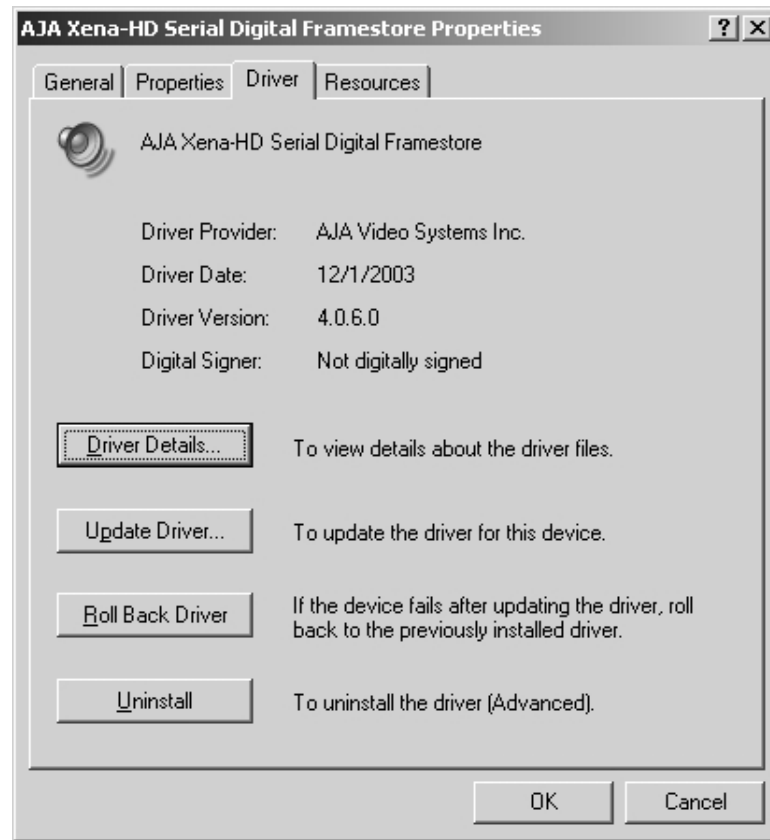 AJA Xena-HD Serial Digital Framestore Properties
General Properties Driver Resources
AJA Xena-HD Serial Digital Framestore
Driver Provider: AJA Video Systems Inc.
Driver Date: 12/1/2003
Driver Version: 4.0.6.0
Digital Signer: Not digitally signed
Driver Details... To view details about the driver files.
Update Driver... To update the driver for this device.
Roll Back Driver If the device fails after updating the driver, roll
back to the previously installed driver.
Uninstall To uninstall the driver (Advanced).
OK Cancel